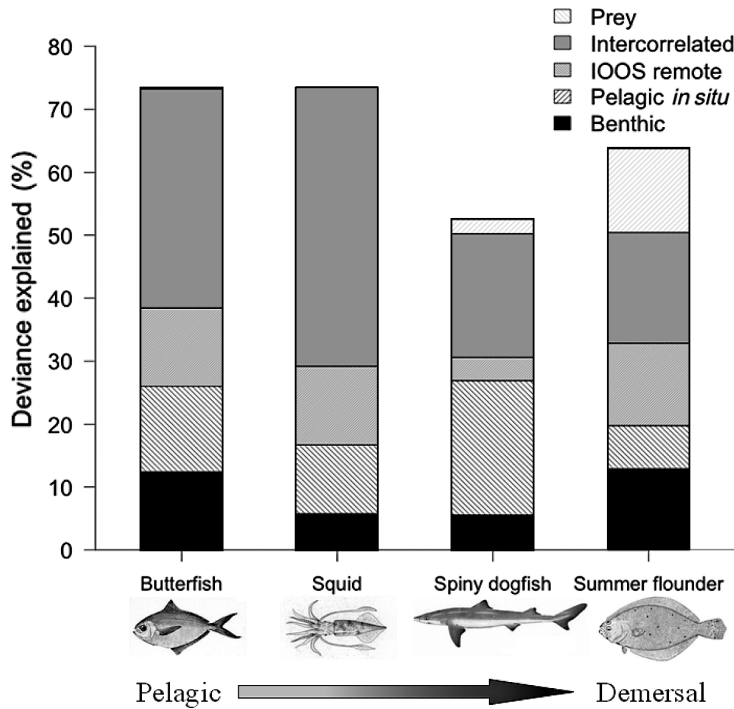 Prey
Intercorrelated
IOOS remote
Pelagic in situ
Benthic
80
70
60
50
40
30
20
10
0
Deviance explained (%)
Butterfish Squid Spiny dogfish Summer flounder
Pelagic Demersal